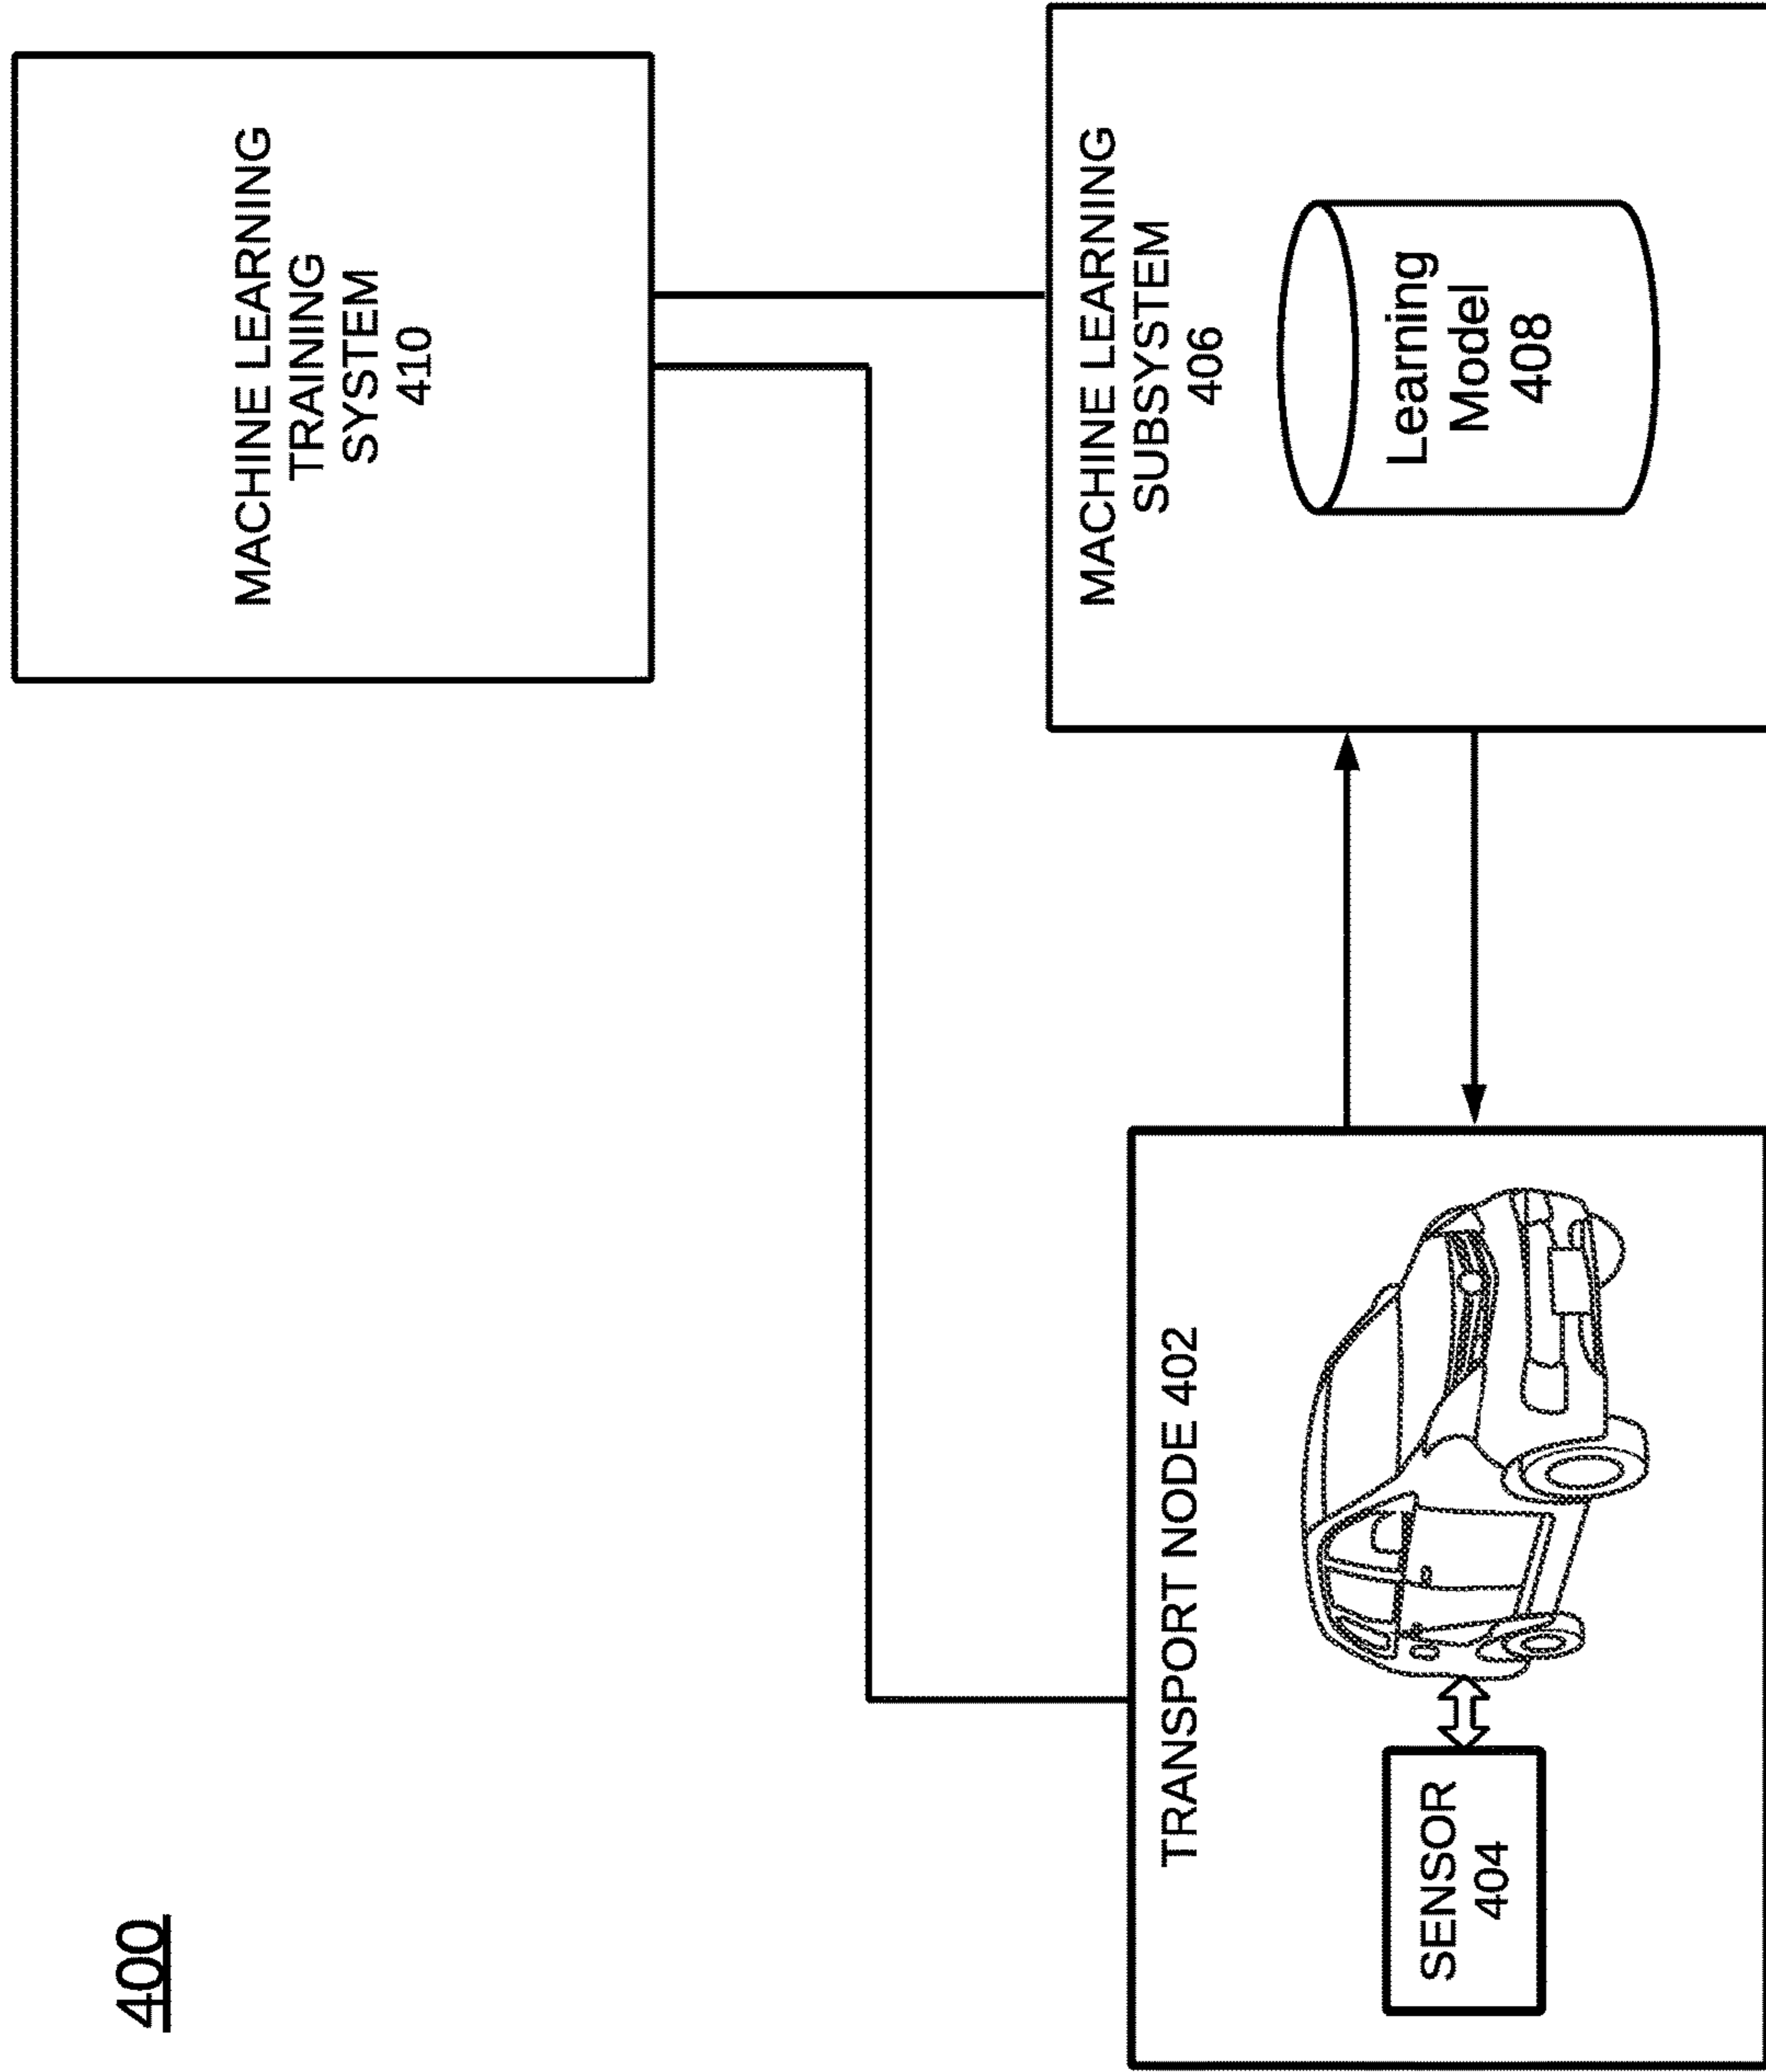 400
MACHINE LEARNING
TRAINING
SYSTEM
410
TRANSPORT NODE 402
SENSOR
404
MACHINE LEARNING
SUBSYSTEM
406
Learning
Model
408